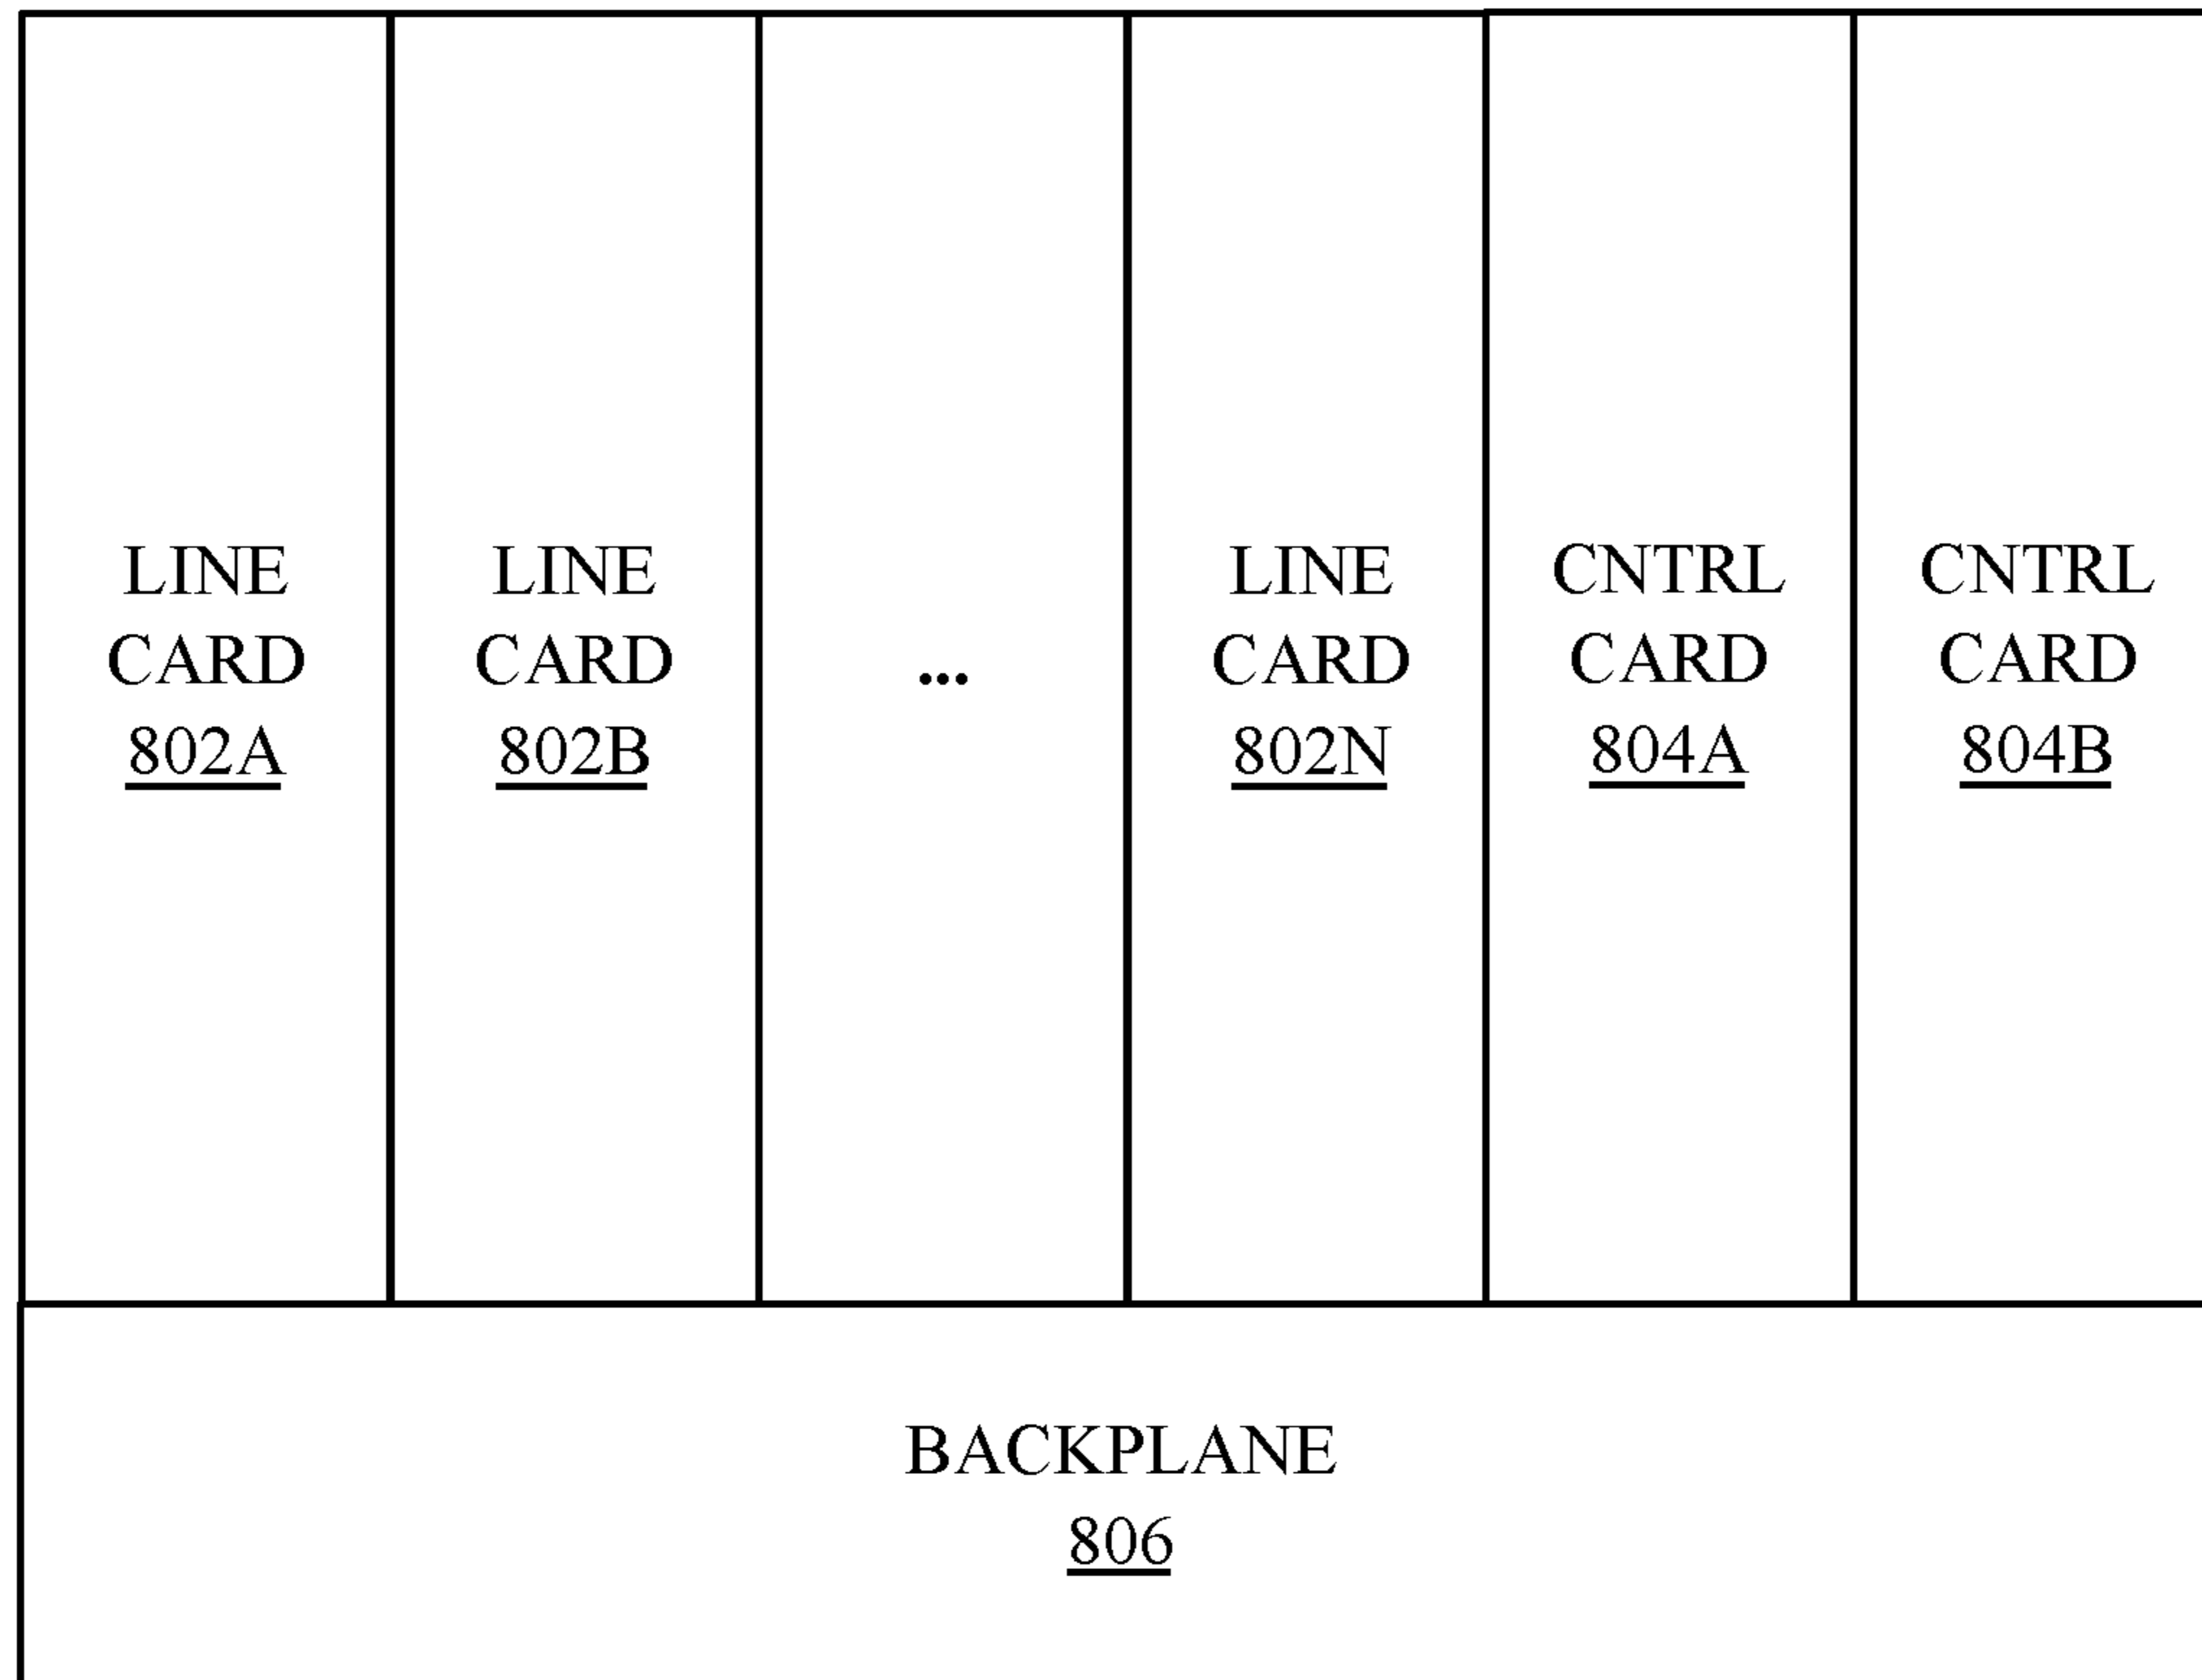 LINE
CARD
802A
LINE
CARD
802B
...
LINE
CARD
802N
CNTRL
CARD
804A
CNTRL
CARD
804B
BACKPLANE
806